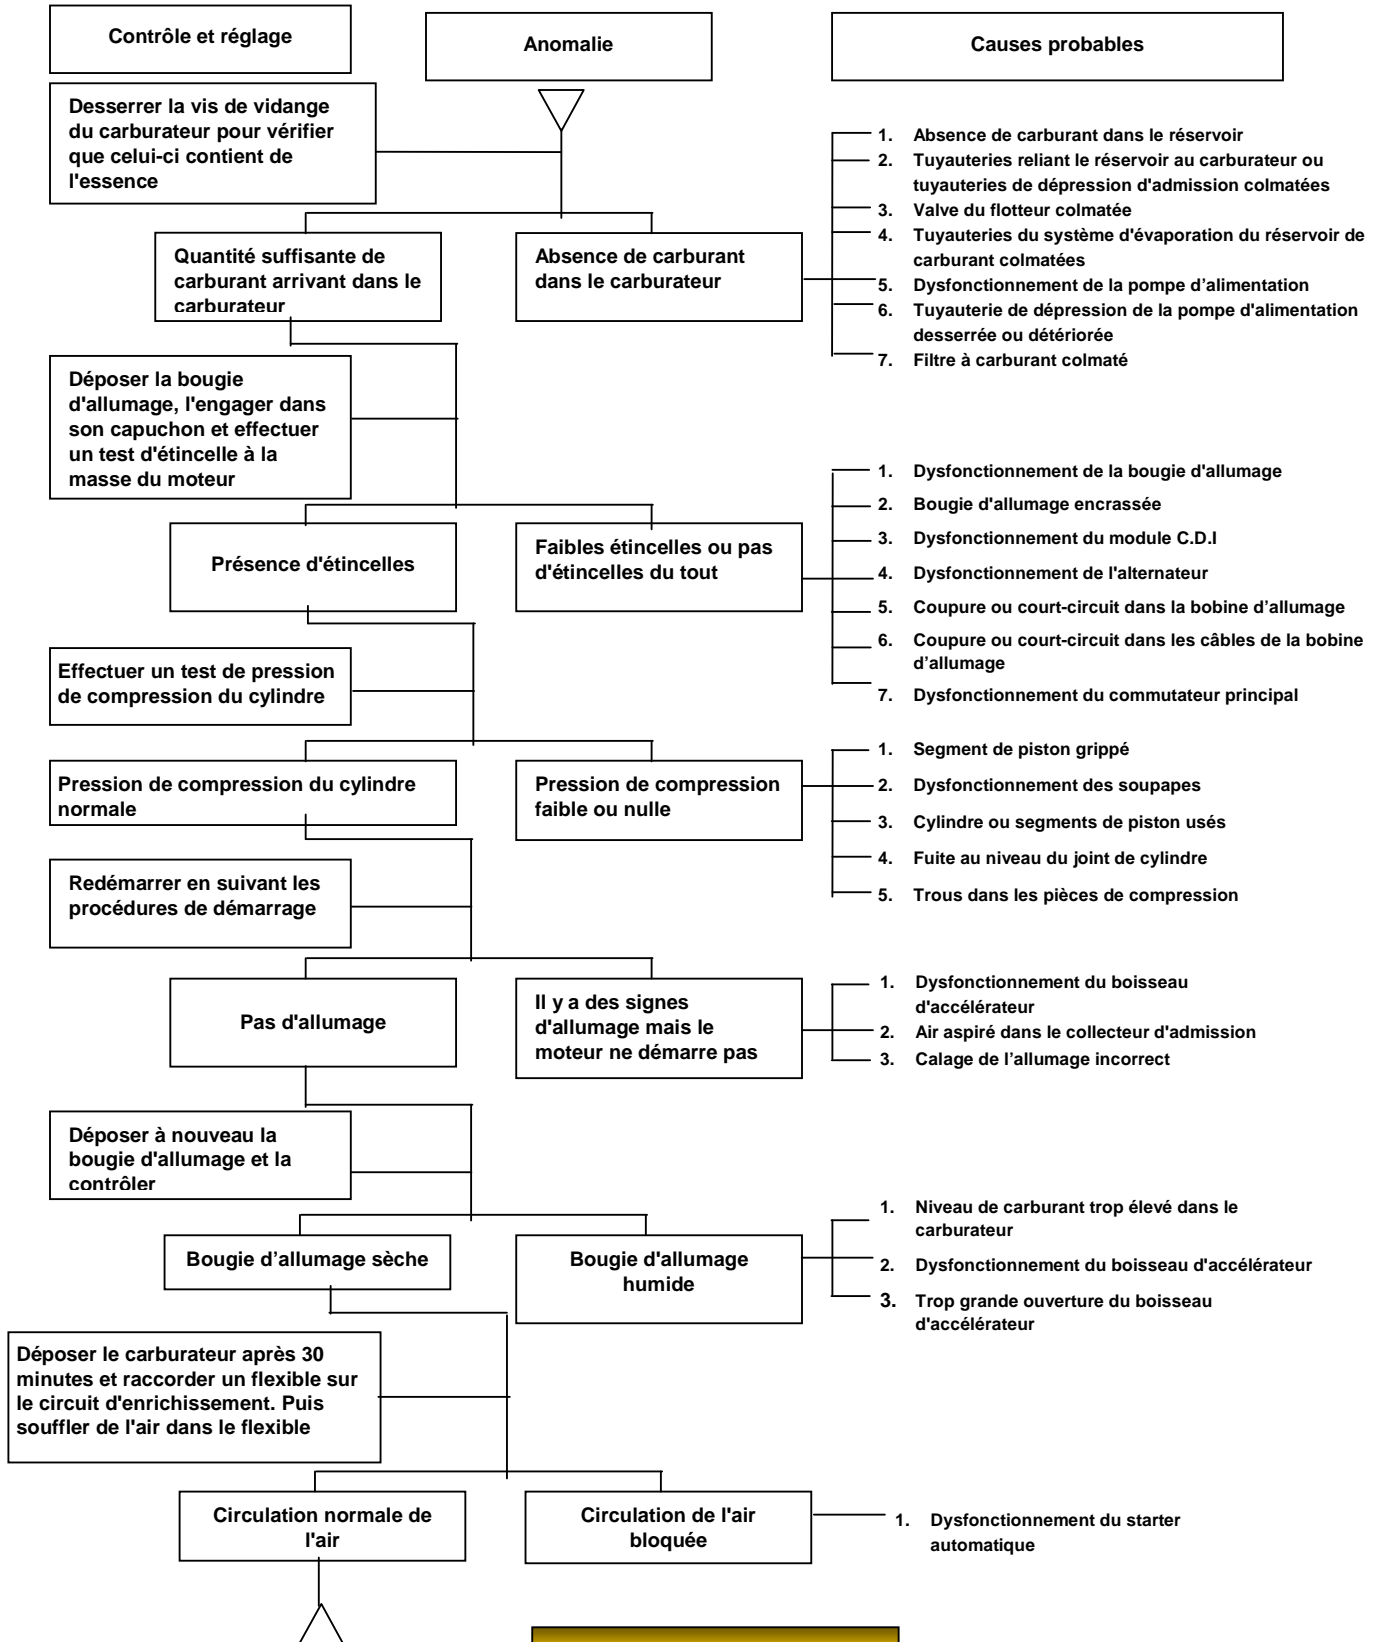 Contrôle et réglage
Anomalie
Causes probables
Desserrer la vis de vidange
du carburateur pour vérifier
que celui-ci contient de
l'essence
1. Absence de carburant dans le réservoir
2. Tuyauteries reliant le réservoir au carburateur ou
tuyauteries de dépression d'admission colmatées
3. Valve du flotteur colmatée
4. Tuyauteries du système d'évaporation du réservoir de
carburant colmatées
5. Dysfonctionnement de la pompe d’alimentation
6. Tuyauterie de dépression de la pompe d'alimentation
desserrée ou détériorée
7. Filtre à carburant colmaté
Quantité suffisante de
carburant arrivant dans le
carburateur
Absence de carburant
dans le carburateur
Déposer la bougie
d'allumage, l'engager dans
son capuchon et effectuer
un test d'étincelle à la
masse du moteur
1. Dysfonctionnement de la bougie d'allumage
2. Bougie d'allumage encrassée
3. Dysfonctionnement du module C.D.I
4. Dysfonctionnement de l'alternateur
5. Coupure ou court-circuit dans la bobine d’allumage
6. Coupure ou court-circuit dans les câbles de la bobine
d’allumage
7. Dysfonctionnement du commutateur principal
Présence d'étincelles
Faibles étincelles ou pas
d'étincelles du tout
Effectuer un test de pression
de compression du cylindre
Pression de compression du cylindre
normale
Pression de compression
faible ou nulle
1. Segment de piston grippé
2. Dysfonctionnement des soupapes
3. Cylindre ou segments de piston usés
4. Fuite au niveau du joint de cylindre
5. Trous dans les pièces de compression
Redémarrer en suivant les
procédures de démarrage
Pas d'allumage
Il y a des signes
d'allumage mais le
moteur ne démarre pas
1. Dysfonctionnement du boisseau
d'accélérateur
2. Air aspiré dans le collecteur d'admission
3. Calage de l’allumage incorrect
Déposer à nouveau la
bougie d'allumage et la
contrôler
Bougie d’allumage sèche
Bougie d'allumage
humide
1. Niveau de carburant trop élevé dans le
carburateur
2. Dysfonctionnement du boisseau d'accélérateur
3. Trop grande ouverture du boisseau
d'accélérateur
Déposer le carburateur après 30
minutes et raccorder un flexible sur
le circuit d'enrichissement. Puis
souffler de l'air dans le flexible
Circulation normale de
l'air
Circulation de l'air
bloquée
1. Dysfonctionnement du starter
automatique